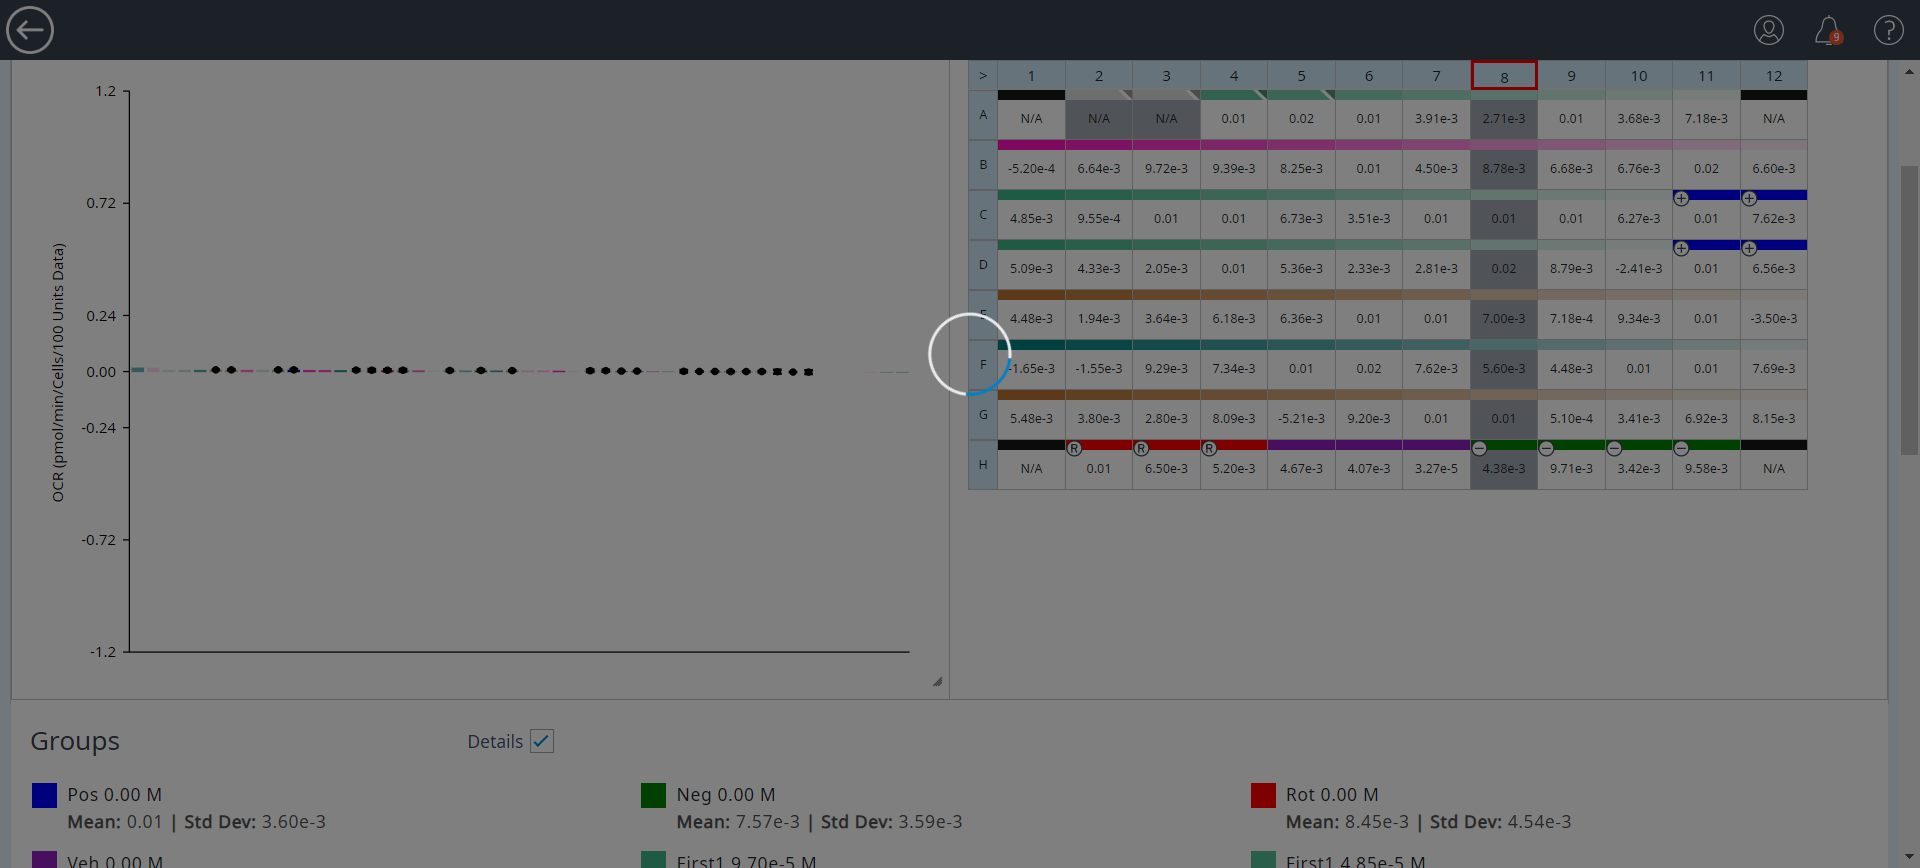 9
1.2
0.72
0.24
0.00
-0.24
-0.72
-1.2
OCR (pmol/min/Cells/100 Units Data)
> 1 2 3 4 5 6 7 8 9 10 11 12
A N/A N/A N/A 0.01 0.02 0.01 3.91e-3 2.71e-3 0.01 3.68e-3 7.18e-3 N/A
B -5.20e-4 6.64e-3 9.72e-3 9.39e-3 8.25e-3 0.01 4.50e-3 8.78e-3 6.68e-3 6.76e-3 0.02 6.60e-3
C 4.85e-3 9.55e-4 0.01 0.01 6.73e-3 3.51e-3 0.01 0.01 0.01 6.27e-3 0.01 7.62e-3
D 5.09e-3 4.33e-3 2.05e-3 0.01 5.36e-3 2.33e-3 2.81e-3 0.02 8.79e-3 -2.41e-3 0.01 6.56e-3
E 4.48e-3 1.94e-3 3.64e-3 6.18e-3 6.36e-3 0.01 0.01 7.00e-3 7.18e-4 9.34e-3 0.01 -3.50e-3
F -1.65e-3 -1.55e-3 9.29e-3 7.34e-3 0.01 0.02 7.62e-3 5.60e-3 4.48e-3 0.01 0.01 7.69e-3
G 5.48e-3 3.80e-3 2.80e-3 8.09e-3 -5.21e-3 9.20e-3 0.01 0.01 5.10e-4 3.41e-3 6.92e-3 8.15e-3
R R R
H N/A 0.01 6.50e-3 5.20e-3 4.67e-3 4.07e-3 3.27e-5 4.38e-3 9.71e-3 3.42e-3 9.58e-3 N/A
Groups Details
Pos 0.00 M
Mean: 0.01 | Std Dev: 3.60e-3
Neg 0.00 M
Mean: 7.57e-3 | Std Dev: 3.59e-3
Rot 0.00 M
Mean: 8.45e-3 | Std Dev: 4.54e-3
Veh 0.00 M
First1 9.70e-5 M
First1 4.85e-5 M